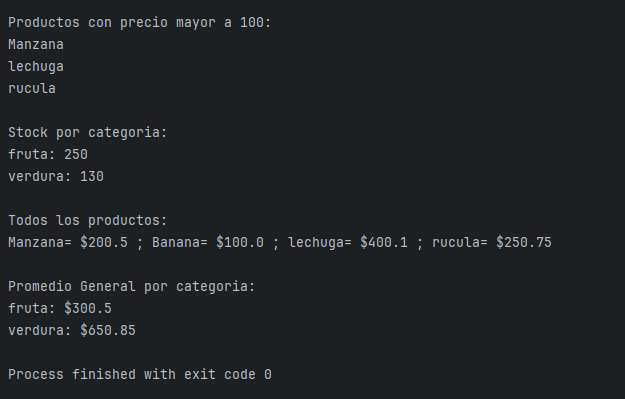 Productos con precio mayor a 100:
Manzana
lechuga
rucula
Stock por categoria:
fruta: 250
verdura: 130
Todos los productos:
Manzana= $200.5 ; Banana= $100.0 ; lechuga= $400.1 ; rucula= $250.75
Promedio General por categoria:
fruta: $300.5
verdura: $650.85
Process finished with exit code 0